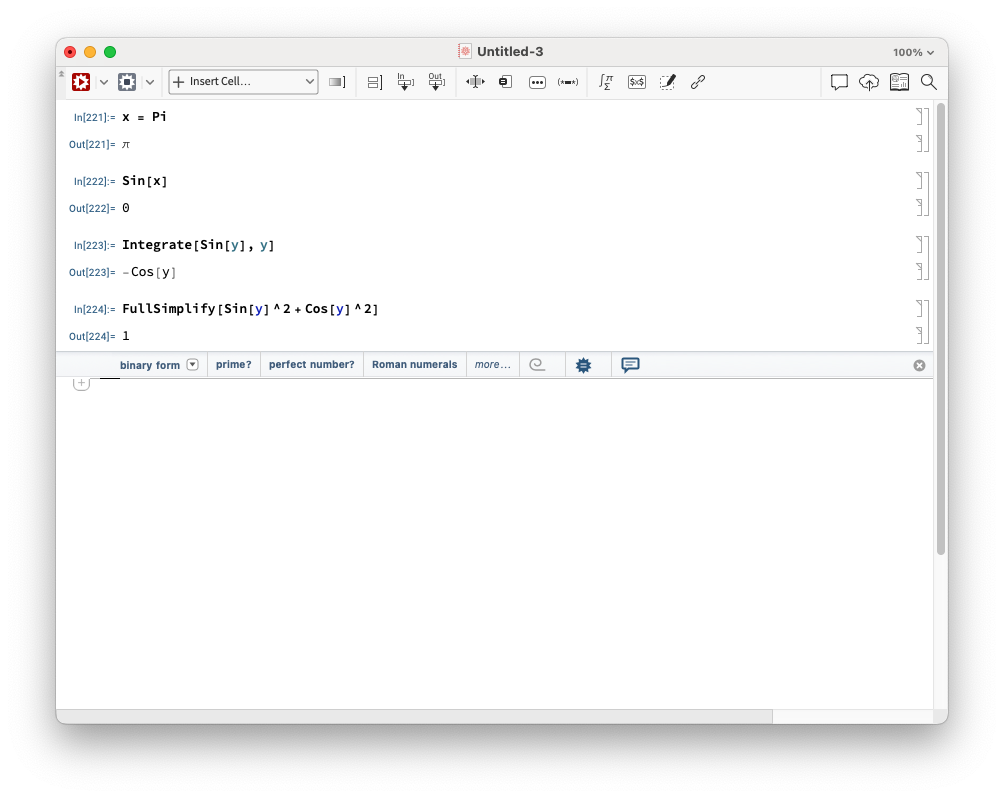 Untitled-3
100%
Insert Cell...
In
Out
In[221]:= x = Pi
Out[221]= π
In[222]:= Sin[x]
Out[222]= 0
In[223]:= Integrate[Sin[y], y]
Out[223]= -Cos[y]
In[224]:= FullSimplify[Sin[y]^2 + Cos[y]^2]
Out[224]= 1
binary form prime? perfect number? Roman numerals more...